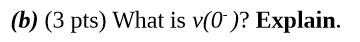 (b) (3 pts) What is v(0⁻)? Explain.